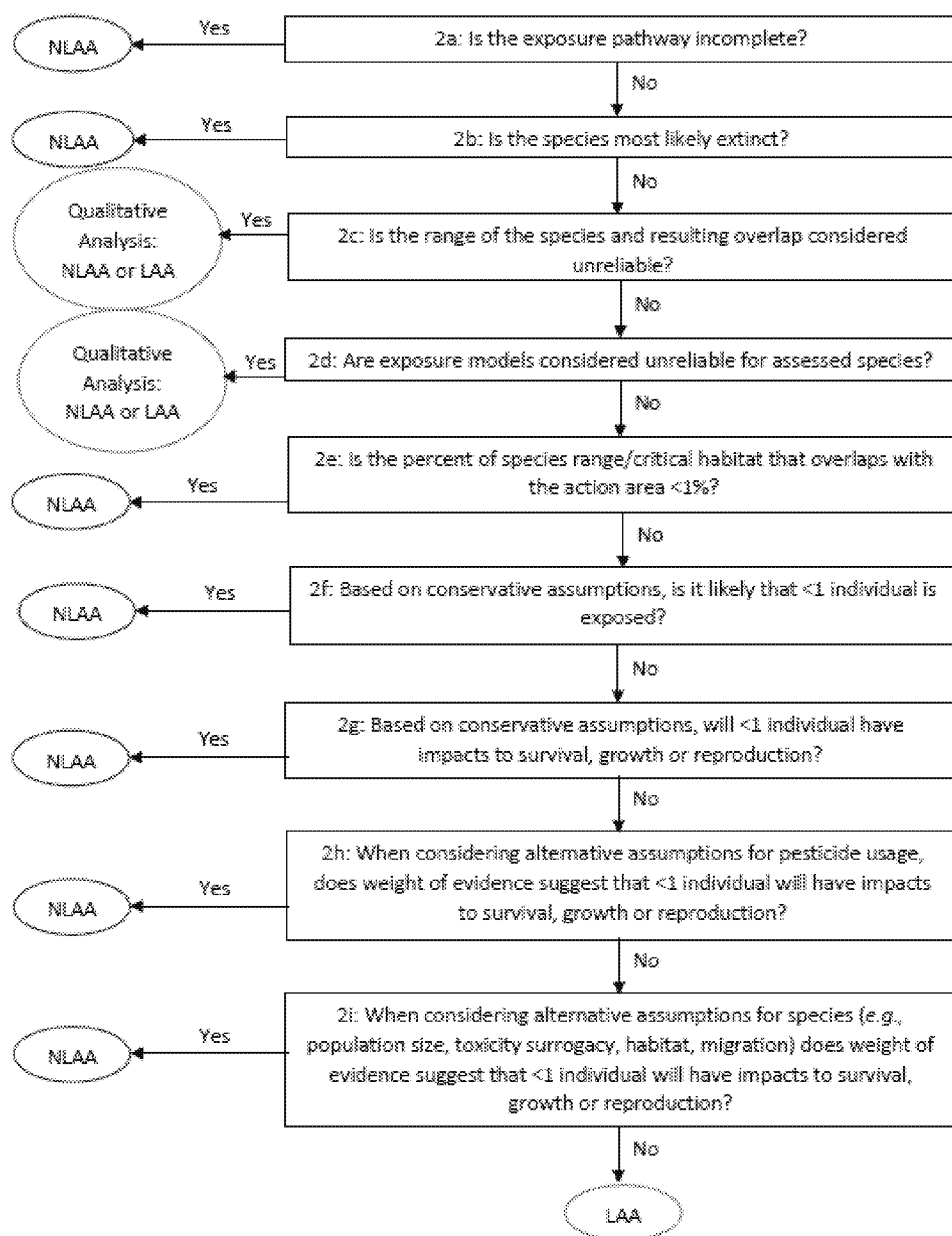 Yes
NLAA
2a: Is the exposure pathway incomplete?
No
Yes
NLAA
2b: Is the species most likely extinct?
No
Qualitative
Analysis:
NLAA or LAA
Yes
2c: Is the range of the species and resulting overlap considered
unreliable?
No
Qualitative
Analysis:
NLAA or LAA
Yes
2d: Are exposure models considered unreliable for assessed species?
No
2e: Is the percent of species range/critical habitat that overlaps with
the action area <1%?
Yes
NLAA
No
2f: Based on conservative assumptions, is it likely that <1 individual is
exposed?
Yes
NLAA
No
2g: Based on conservative assumptions, will <1 individual have
impacts to survival, growth or reproduction?
Yes
NLAA
No
2h: When considering alternative assumptions for pesticide usage,
does weight of evidence suggest that <1 individual will have impacts
to survival, growth or reproduction?
Yes
NLAA
No
2i: When considering alternative assumptions for species (e.g.,
population size, toxicity surrogacy, habitat, migration) does weight of
evidence suggest that <1 individual will have impacts to survival,
growth or reproduction?
Yes
NLAA
No
LAA